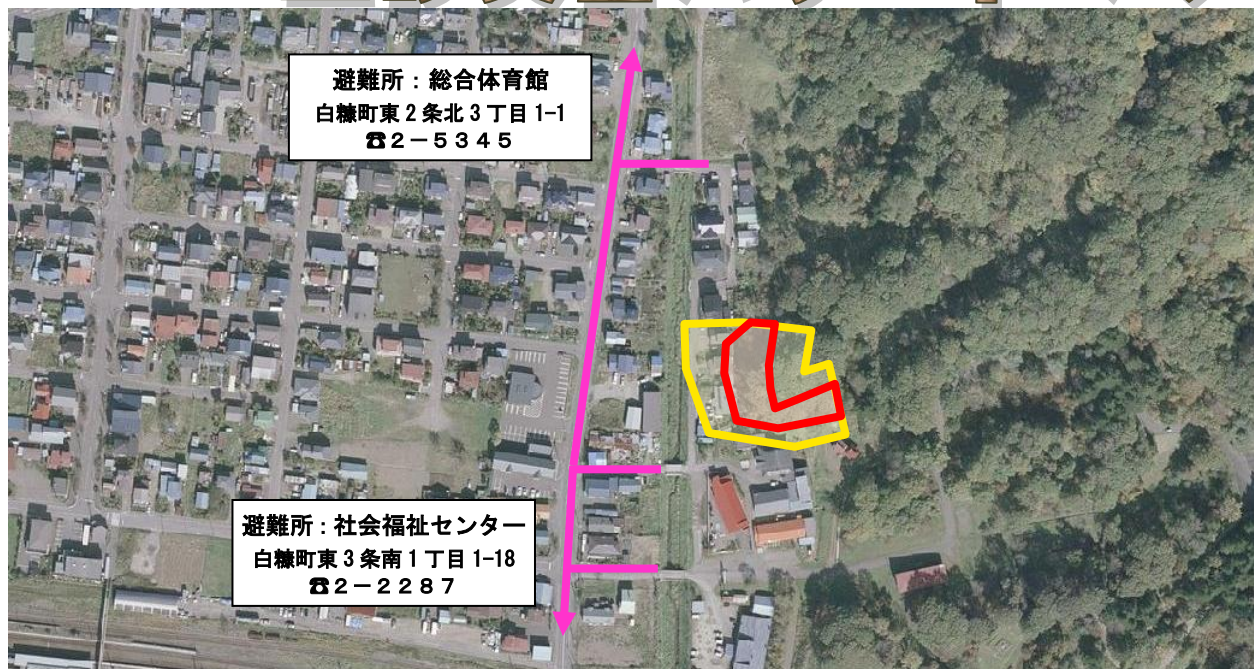 避難所：総合体育館
白糠町東２条北３丁目 1-1
☎２－５３４５
避難所：社会福祉センター
白糠町東３条南１丁目 1-18
☎２－２２８７